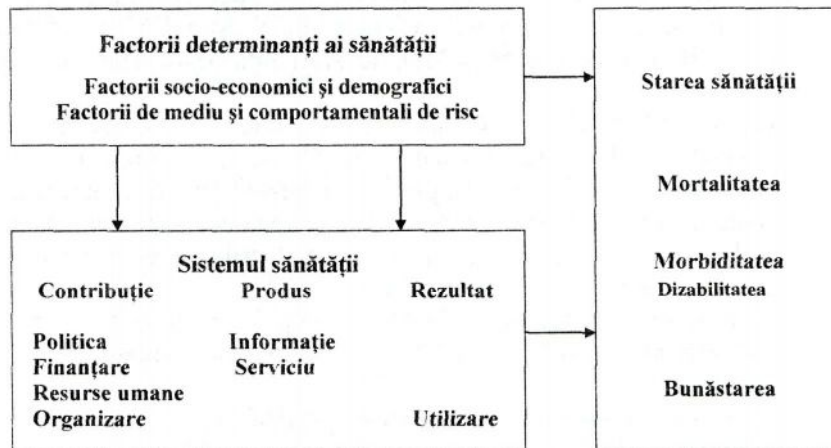 Factorii determinanți ai sănătății
Factorii socio-economici și demografici
Factorii de mediu și comportamentali de risc
Sistemul sănătății
Contribuție Produs Rezultat
Politica Informație
Finanțare Serviciu
Resurse umane
Organizare Utilizare
Starea sănătății
Mortalitatea
Morbiditatea
Dizabilitatea
Bunăstarea